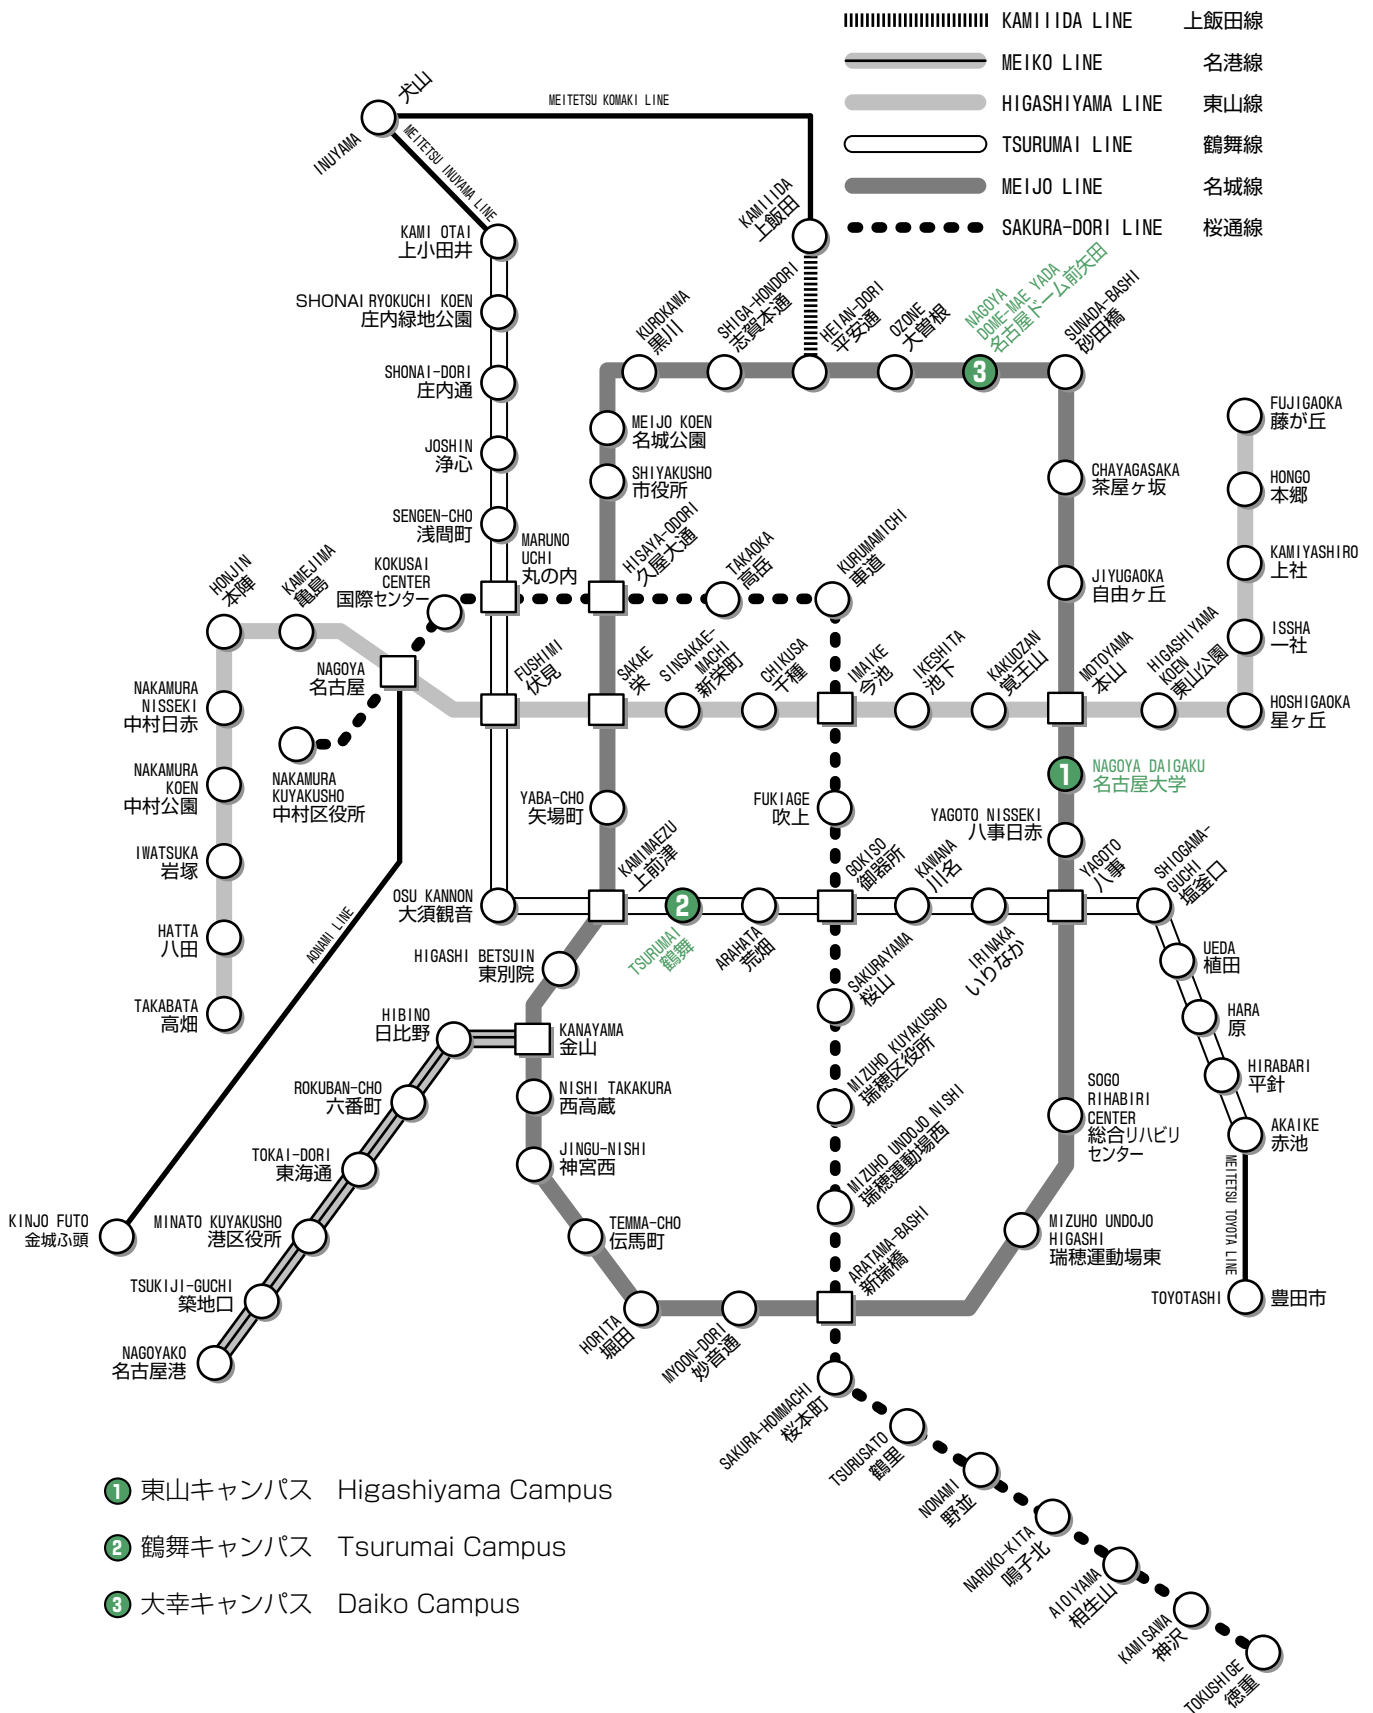 KAMIIIDA LINE 上飯田線
MEIKO LINE 名港線
HIGASHIYAMA LINE 東山線
TSURUMAI LINE 鶴舞線
MEIJO LINE 名城線
SAKURA-DORI LINE 桜通線
犬山
INUYAMA
MEITETSU KOMAKI LINE
MEITETSU INUYAMA LINE
KAMI OTAI
上小田井
SHONAI RYOKUCHI KOEN
庄内緑地公園
SHONAI-DORI
庄内通
JOSHIN
浄心
SENGEN-CHO
浅間町
KAMIIIDA
上飯田
KUROKAWA
黒川
SHIGA-HONDORI
志賀本通
HEIAN-DORI
平安通
OZONE
大曽根
NAGOYA
DOME-MAE YADA
名古屋ドーム前矢田
SUNADA-BASHI
砂田橋
3
MEIJO KOEN
名城公園
SHIYAKUSHO
市役所
CHAYAGASAKA
茶屋ヶ坂
JIYUGAOKA
自由ヶ丘
FUJIGAOKA
藤が丘
HONGO
本郷
KAMIYASHIRO
上社
ISSHA
一社
HOSHIGAOKA
星ヶ丘
HONJIN
本陣
KAMEJIMA
亀島
KOKUSAI
CENTER
国際センター
MARUNO
UCHI
丸の内
HISAYA-ODORI
久屋大通
TAKAOKA
高岳
KURUMAMICHI
車道
NAGOYA
名古屋
FUSHIMI
伏見
SAKAE
栄
SINSAKAE-
MACHI
新栄町
CHIKUSA
千種
IMAIKE
今池
IKESHITA
池下
KAKUOZAN
覚王山
MOTOYAMA
本山
HIGASHIYAMA
KOEN
東山公園
NAKAMURA
NISSEKI
中村日赤
NAKAMURA
KOEN
中村公園
IWATSUKA
岩塚
HATTA
八田
TAKABATA
高畑
NAKAMURA
KUYAKUSHO
中村区役所
AONAMI LINE
YABA-CHO
矢場町
FUKIAGE
吹上
1
NAGOYA DAIGAKU
名古屋大学
YAGOTO NISSEKI
八事日赤
OSU KANNON
大須観音
KAMIMAEZU
上前津
2
TSURUMAI
鶴舞
ARAHATA
荒畑
GOKISO
御器所
KAWANA
川名
IRINAKA
いりなか
YAGOTO
八事
SHIOGAMA-
GUCHI
塩釜口
UEDA
植田
HARA
原
HIRABARI
平針
AKAIKE
赤池
MEITETSU TOYOTA LINE
TOYOTASHI 豊田市
HIGASHI BETSUIN
東別院
KANAYAMA
金山
HIBINO
日比野
ROKUBAN-CHO
六番町
TOKAI-DORI
東海通
MINATO KUYAKUSHO
港区役所
TSUKIJI-GUCHI
築地口
NAGOYAKO
名古屋港
KINJO FUTO
金城ふ頭
NISHI TAKAKURA
西高蔵
JINGU-NISHI
神宮西
TEMMA-CHO
伝馬町
HORITA
堀田
MYOON-DORI
妙音通
SAKURAYAMA
桜山
MIZUHO KUYAKUSHO
瑞穂区役所
MIZUHO UNDOJO NISHI
瑞穂運動場西
ARATAMA-BASHI
新瑞橋
SOGO
RIHABIRI
CENTER
総合リハビリ
センター
MIZUHO UNDOJO
HIGASHI
瑞穂運動場東
SAKURA-HOMMACHI
桜本町
TSURUSATO
鶴里
NONAMI
野並
NARUKO-KITA
鳴子北
AIOIYAMA
相生山
KAMISAWA
神沢
TOKUSHIGE
徳重
1 東山キャンパス Higashiyama Campus
2 鶴舞キャンパス Tsurumai Campus
3 大幸キャンパス Daiko Campus